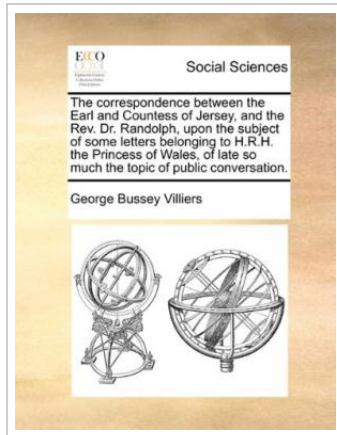 ECCO
Social Sciences
The correspondence between the
Earl and Countess of Jersey, and the
Rev. Dr. Randolph, upon the subject
of some letters belonging to H.R.H.
the Princess of Wales, of late so
much the topic of public conversation.
George Bussey Villiers